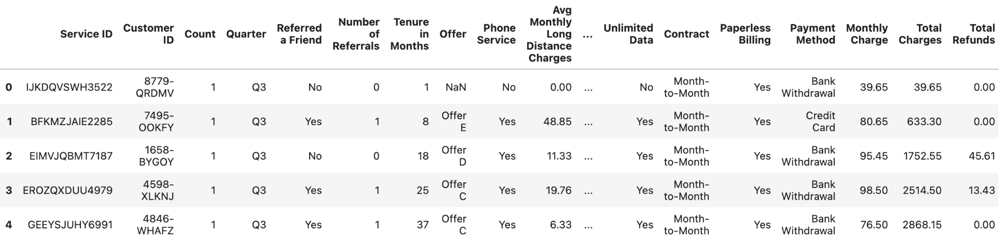 Service ID Customer ID Count Quarter Referred a Friend Number of Referrals Tenure in Months Offer Phone Service Avg Monthly Long Distance Charges ... Unlimited Data Contract Paperless Billing Payment Method Monthly Charge Total Charges Total Refunds
0 IJKDQVSWH3522 8779-QRDMV 1 Q3 No 0 1 NaN No 0.00 ... No Month-to-Month Yes Bank Withdrawal 39.65 39.65 0.00
1 BFKMZJAIE2285 7495-OOKFY 1 Q3 Yes 1 8 Offer E Yes 48.85 ... Yes Month-to-Month Yes Credit Card 80.65 633.30 0.00
2 EIMVJQBMT7187 1658-BYGOY 1 Q3 No 0 18 Offer D Yes 11.33 ... Yes Month-to-Month Yes Bank Withdrawal 95.45 1752.55 45.61
3 EROZQXDUU4979 4598-XLKNJ 1 Q3 Yes 1 25 Offer C Yes 19.76 ... Yes Month-to-Month Yes Bank Withdrawal 98.50 2514.50 13.43
4 GEEYSJUHY6991 4846-WHAFZ 1 Q3 Yes 1 37 Offer C Yes 6.33 ... Yes Month-to-Month Yes Bank Withdrawal 76.50 2868.15 0.00